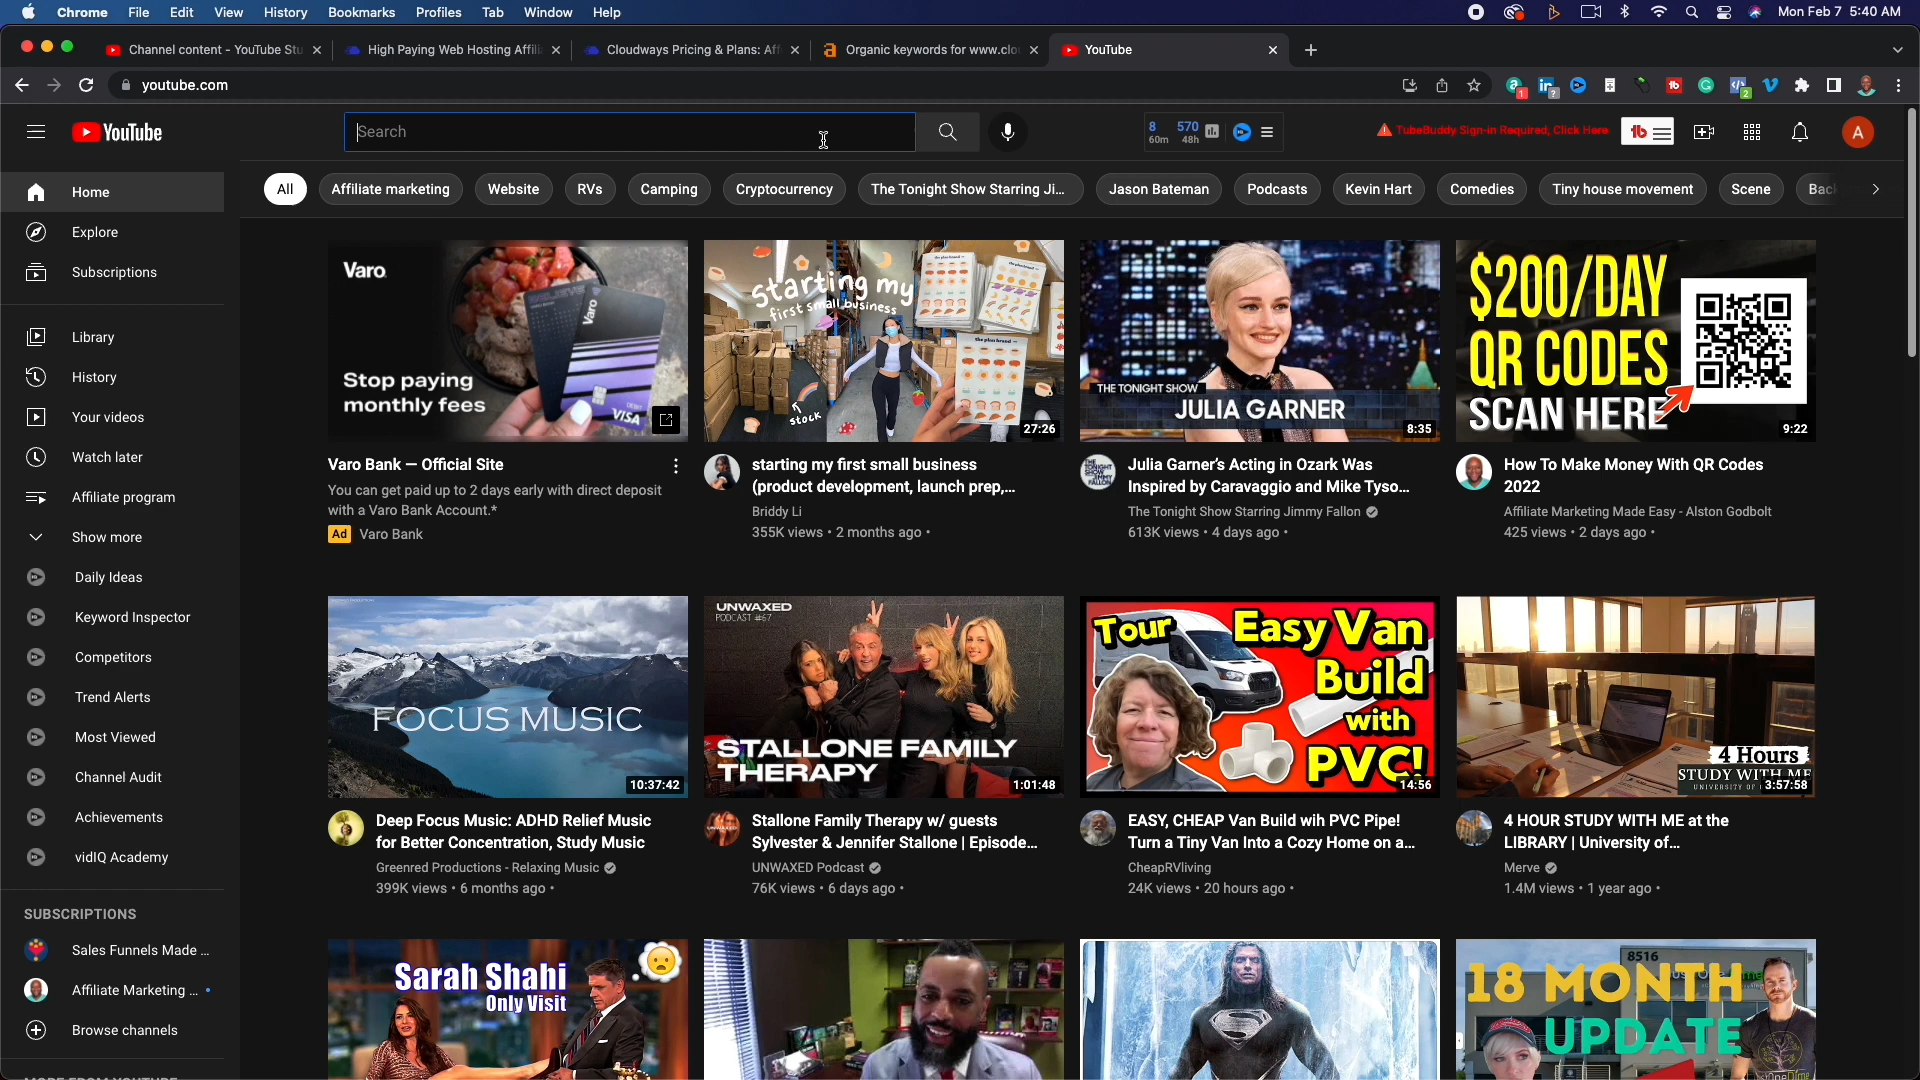 Chrome File Edit View History Bookmarks Profiles Tab Window Help Mon Feb 7 5:40 AM
Channel content - YouTube Stu High Paying Web Hosting Affili Cloudways Pricing & Plans: Aff Organic keywords for www.clou YouTube
youtube.com
1 ? 2
YouTube
Search
8 570
60m 48h
TubeBuddy Sign-in Required, Click Here
tb
A
All Affiliate marketing Website RVs Camping Cryptocurrency The Tonight Show Starring Ji... Jason Bateman Podcasts Kevin Hart Comedies Tiny house movement Scene Bac
Home
Explore
Subscriptions
Library
History
Your videos
Watch later
Affiliate program
Show more
Daily Ideas
Keyword Inspector
Competitors
Trend Alerts
Most Viewed
Channel Audit
Achievements
vidIQ Academy
SUBSCRIPTIONS
Sales Funnels Made ...
Affiliate Marketing ...
Browse channels
Varo
Varo
VISA
Stop paying
monthly fees
Varo Bank — Official Site
You can get paid up to 2 days early with direct deposit
with a Varo Bank Account.*
Ad Varo Bank
starting my
first small business
the plan brand
stock
27:26
starting my first small business
(product development, launch prep,...
Briddy Li
355K views • 2 months ago •
THE TONIGHT SHOW
JULIA GARNER
8:35
Julia Garner's Acting in Ozark Was
Inspired by Caravaggio and Mike Tyso...
The Tonight Show Starring Jimmy Fallon
613K views • 4 days ago •
$200/DAY
QR CODES
SCAN HERE
9:22
How To Make Money With QR Codes
2022
Affiliate Marketing Made Easy - Alston Godbolt
425 views • 2 days ago •
FOCUS MUSIC
10:37:42
Deep Focus Music: ADHD Relief Music
for Better Concentration, Study Music
Greenred Productions - Relaxing Music
399K views • 6 months ago •
UNWAXED
PODCAST #67
STALLONE FAMILY
THERAPY
1:01:48
Stallone Family Therapy w/ guests
Sylvester & Jennifer Stallone | Episode...
UNWAXED Podcast
76K views • 6 days ago •
Tour Easy Van
Build
with
PVC!
14:56
EASY, CHEAP Van Build wih PVC Pipe!
Turn a Tiny Van Into a Cozy Home on a...
CheapRVliving
24K views • 20 hours ago •
4 Hours
STUDY WITH ME
UNIVERSITY OF
3:57:58
4 HOUR STUDY WITH ME at the
LIBRARY | University of...
Merve
1.4M views • 1 year ago •
Sarah Shahi
Only Visit
8516
18 MONTH
UPDATE